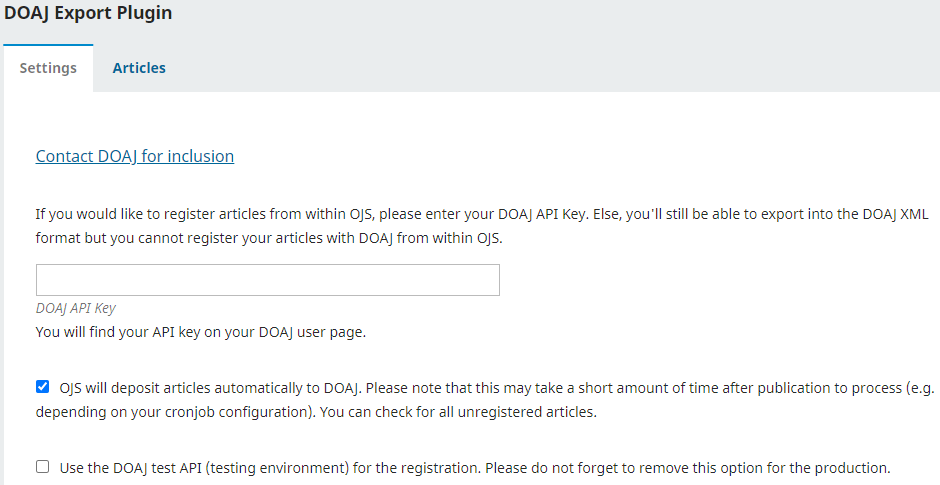 DOAJ Export Plugin
Settings Articles
Contact DOAJ for inclusion
If you would like to register articles from within OJS, please enter your DOAJ API Key. Else, you'll still be able to export into the DOAJ XML
format but you cannot register your articles with DOAJ from within OJS.
DOAJ API Key
You will find your API key on your DOAJ user page.
OJS will deposit articles automatically to DOAJ. Please note that this may take a short amount of time after publication to process (e.g.
depending on your cronjob configuration). You can check for all unregistered articles.
Use the DOAJ test API (testing environment) for the registration. Please do not forget to remove this option for the production.